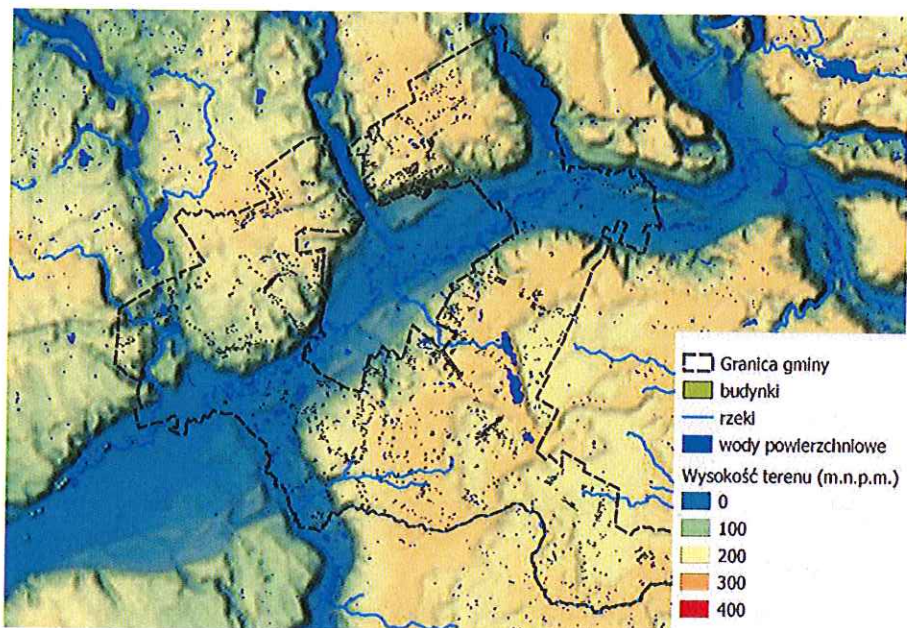 Granica gminy
budynki
rzeki
wody powierzchniowe
Wysokość terenu (m.n.p.m.)
0
100
200
300
400